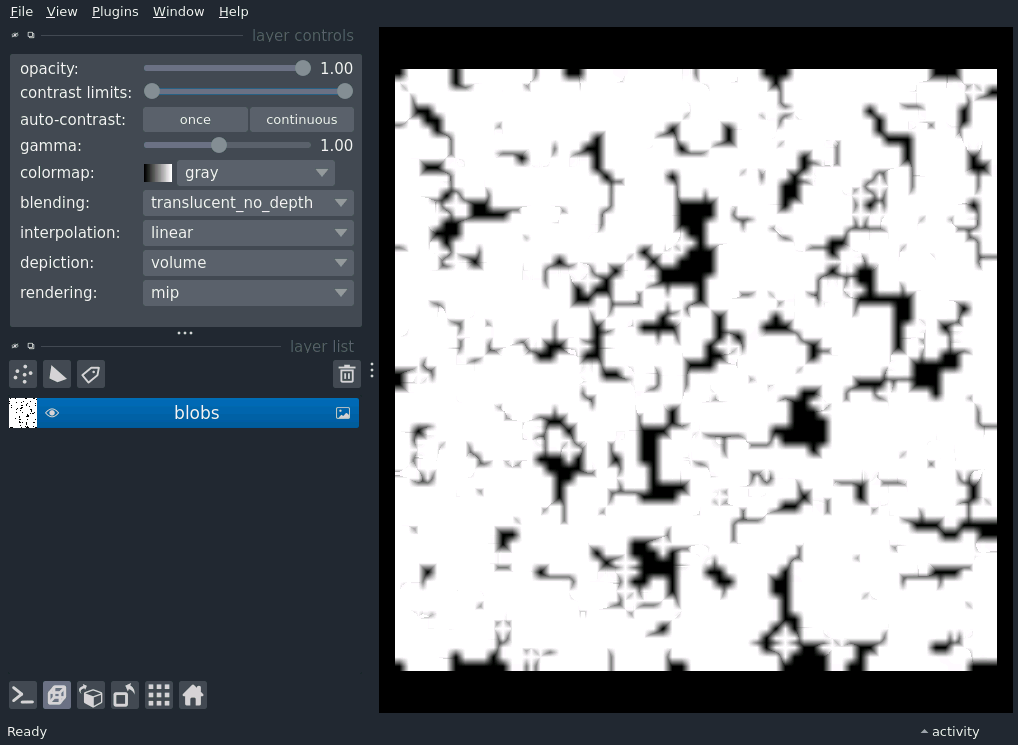 File View Plugins Window Help
layer controls
opacity: 1.00
contrast limits:
auto-contrast: once continuous
gamma: 1.00
colormap: gray
blending: translucent_no_depth
interpolation: linear
depiction: volume
rendering: mip
layer list
blobs
Ready
activity